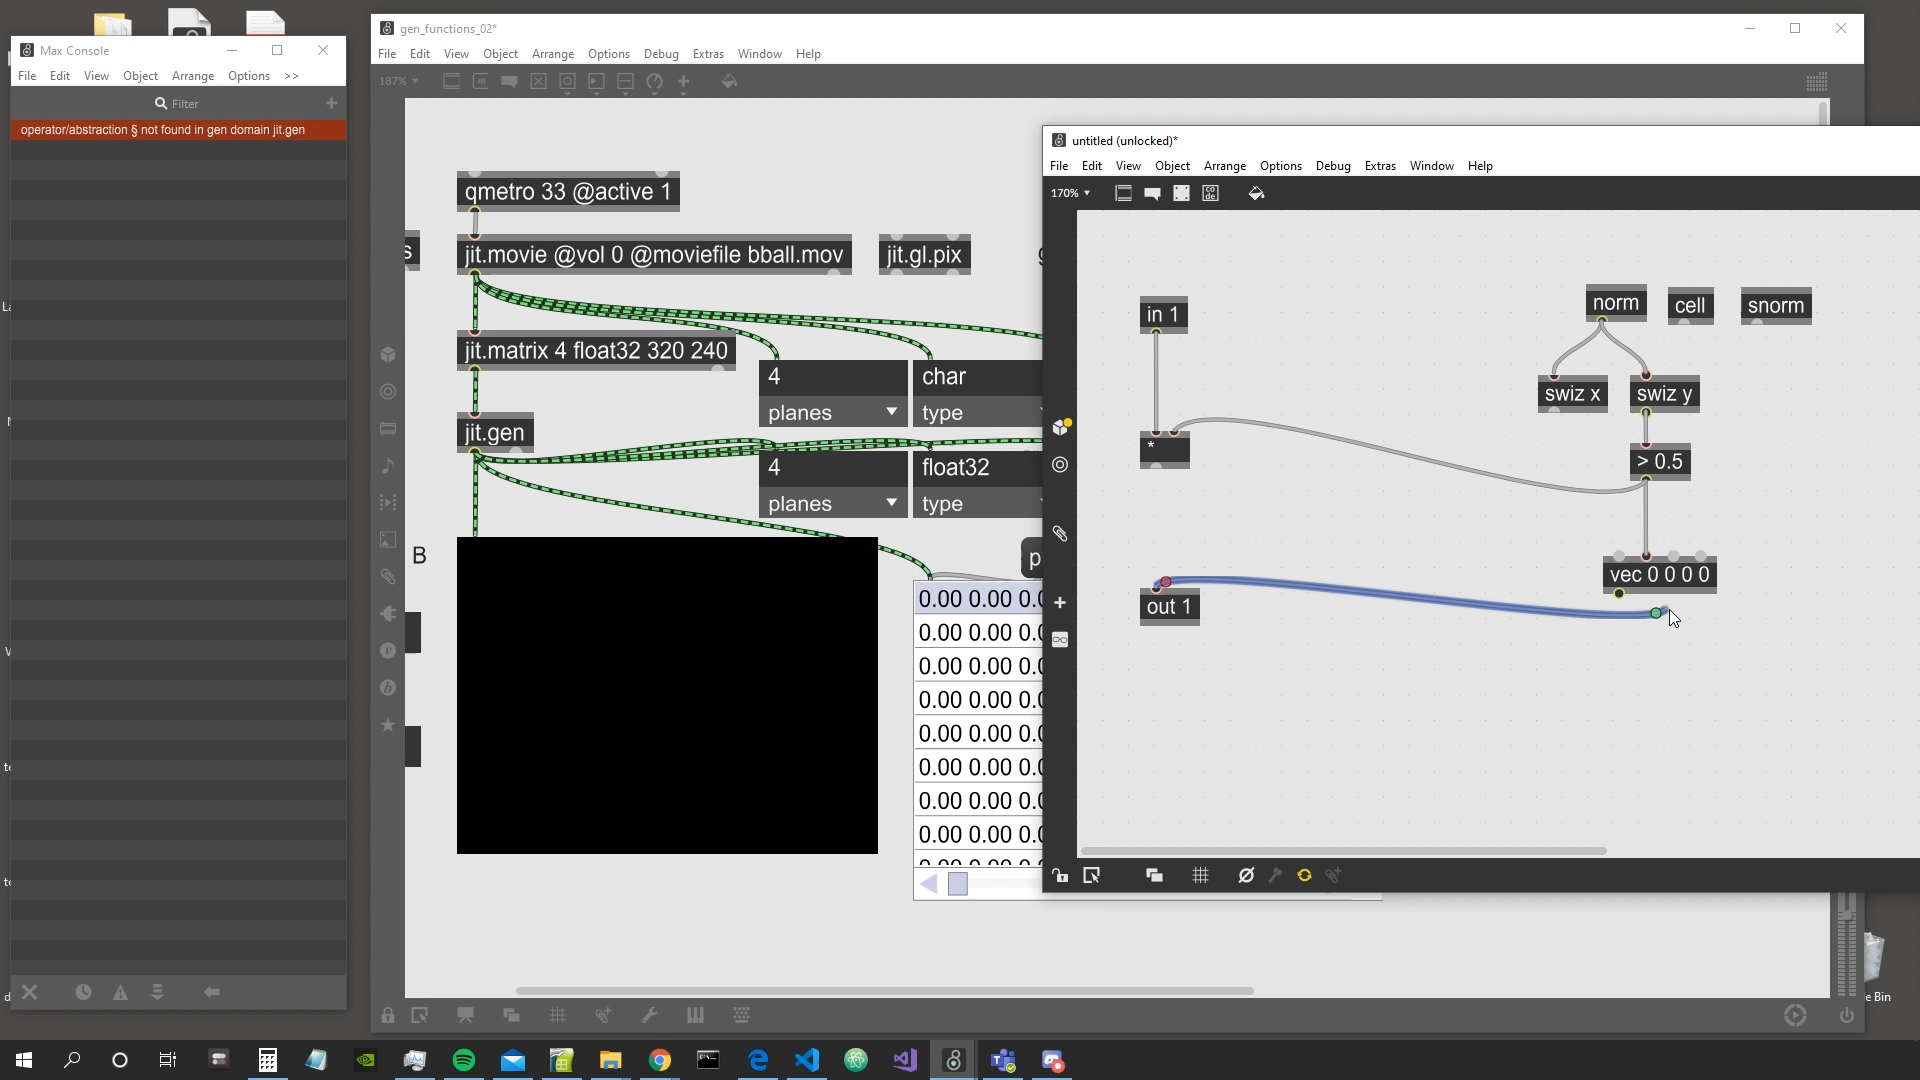 Max Console
File Edit View Object Arrange Options >>
Filter
operator/abstraction § not found in gen domain jit.gen
gen_functions_02*
File Edit View Object Arrange Options Debug Extras Window Help
187%
qmetro 33 @active 1
s
jit.movie @vol 0 @moviefile bball.mov
jit.gl.pix
jit.matrix 4 float32 320 240
4
char
planes
type
jit.gen
4
float32
planes
type
B
p
0.00 0.00 0.0
0.00 0.00 0.0
0.00 0.00 0.0
0.00 0.00 0.0
0.00 0.00 0.0
0.00 0.00 0.0
0.00 0.00 0.0
0.00 0.00 0.0
untitled (unlocked)*
File Edit View Object Arrange Options Debug Extras Window Help
170%
code
in 1
norm
cell
snorm
swiz x
swiz y
*
> 0.5
vec 0 0 0 0
out 1
e Bin